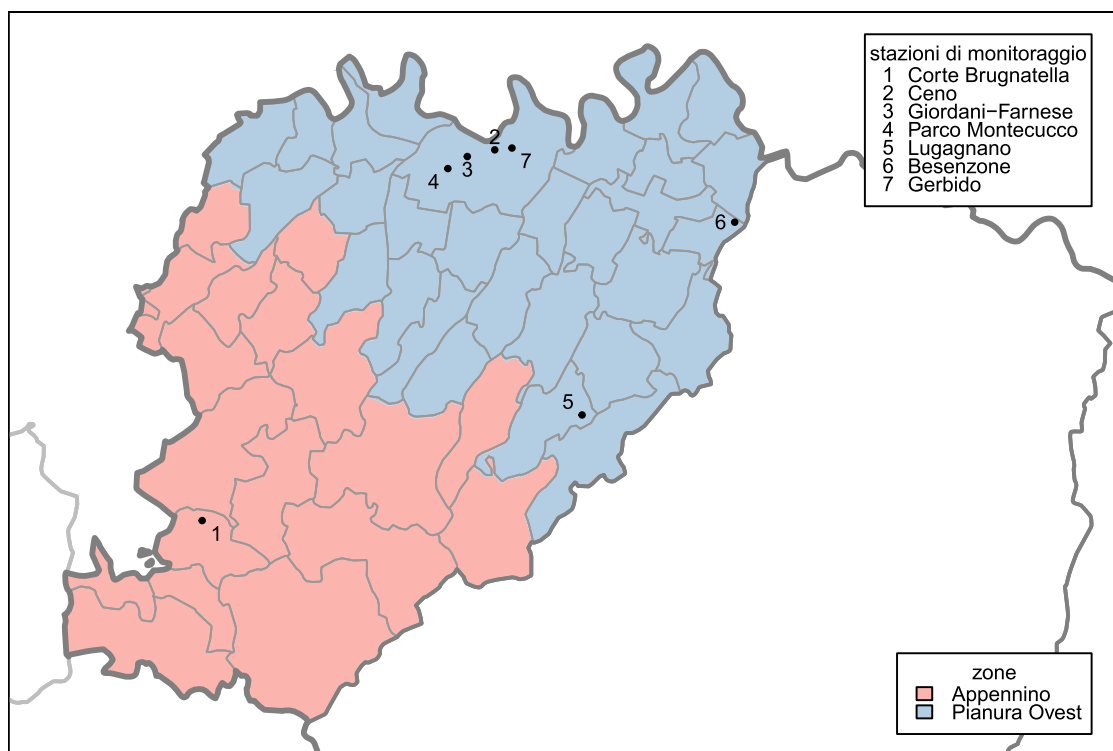 stazioni di monitoraggio
1 Corte Brugnatella
2 Ceno
3 Giordani−Farnese
4 Parco Montecucco
5 Lugagnano
6 Besenzone
7 Gerbido
2
3
7
4
6
5
1
zone
Appennino
Pianura Ovest